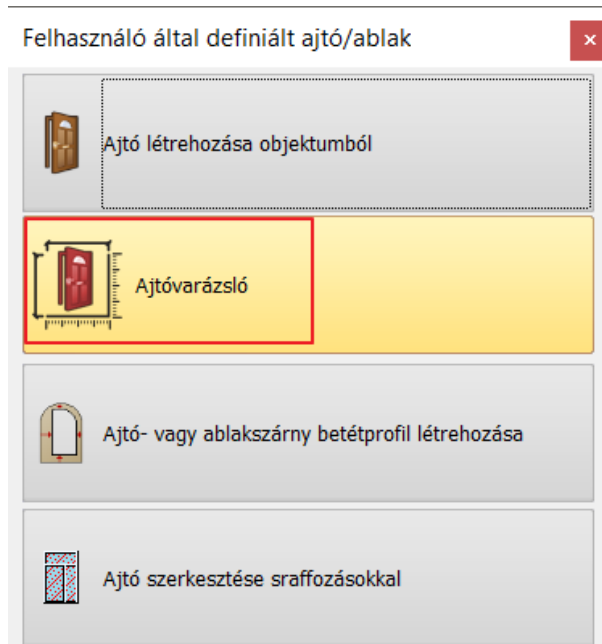 Felhasználó által definiált ajtó/ablak
Ajtó létrehozása objektumból
Ajtóvarázsló
Ajtó- vagy ablakszárny betétprofil létrehozása
Ajtó szerkesztése sraffozásokkal